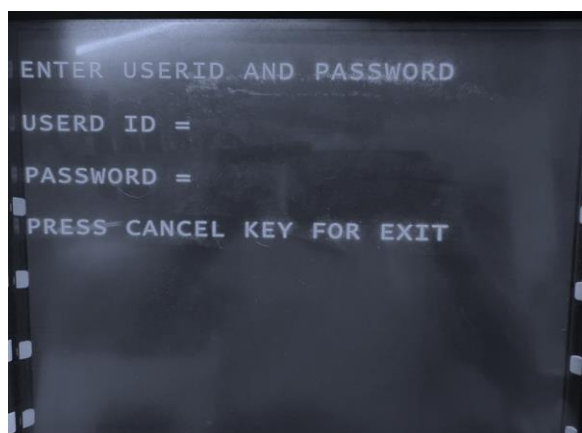 ENTER USERID AND PASSWORD
USERD ID =
PASSWORD =
PRESS CANCEL KEY FOR EXIT